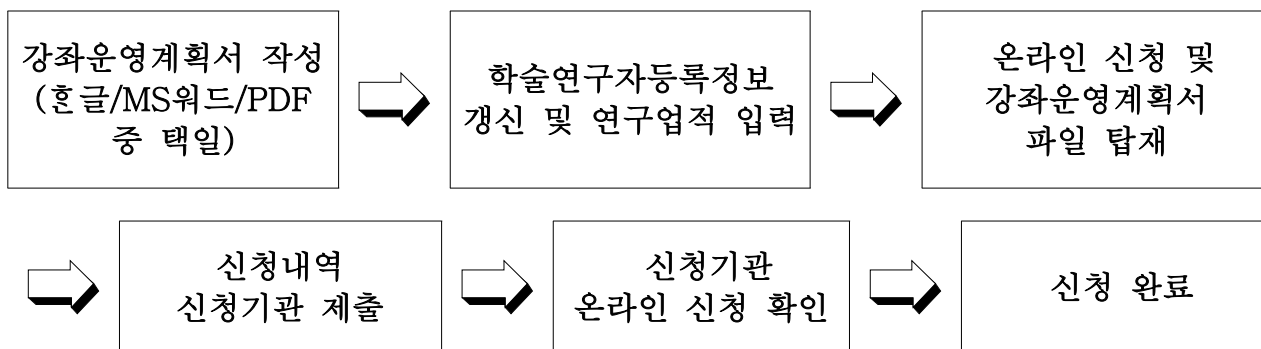 강좌운영계획서 작성
(ᄒᆞᆫ글/MS워드/PDF
중 택일)
학술연구자등록정보
갱신 및 연구업적 입력
온라인 신청 및
강좌운영계획서
파일 탑재
신청내역
신청기관 제출
신청기관
온라인 신청 확인
신청 완료